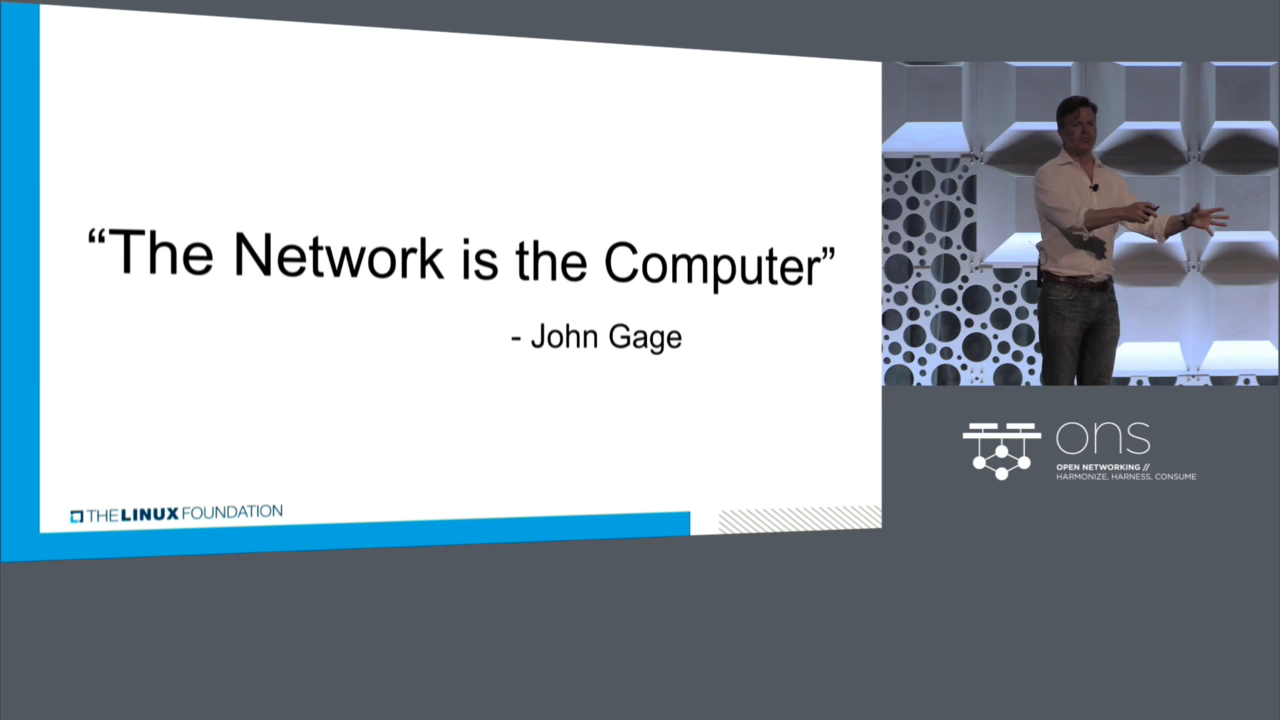 “The Network is the Computer”
- John Gage
THE LINUX FOUNDATION
ons
OPEN NETWORKING //
HARMONIZE, HARNESS, CONSUME